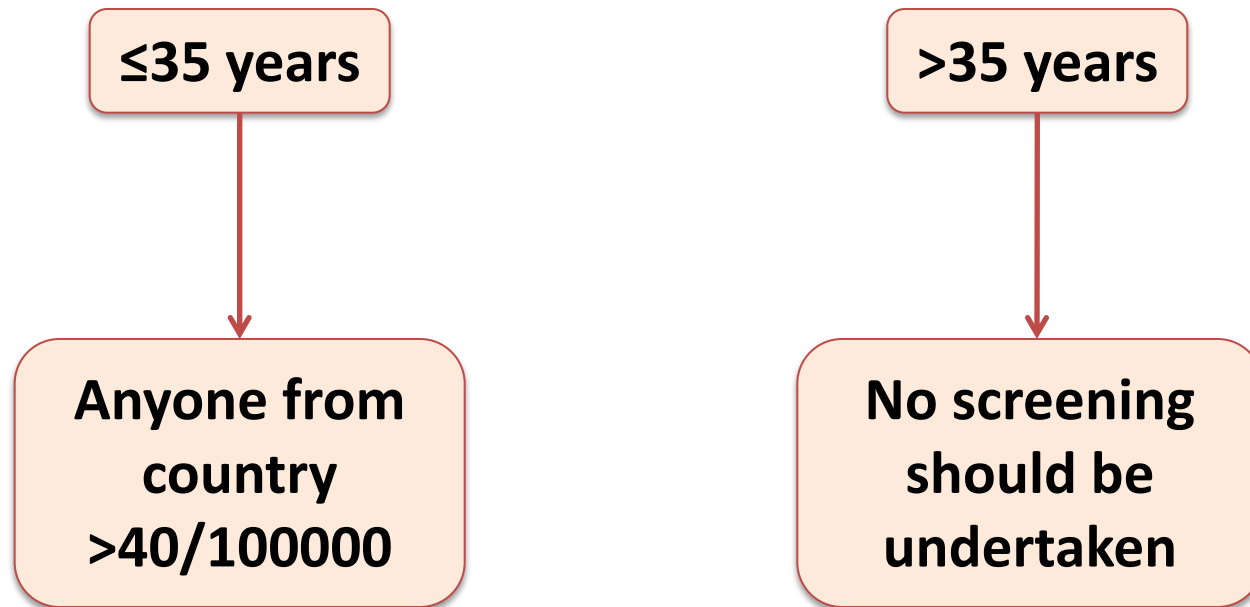 ≤35 years
>35 years
Anyone from
country
>40/100000
No screening
should be
undertaken